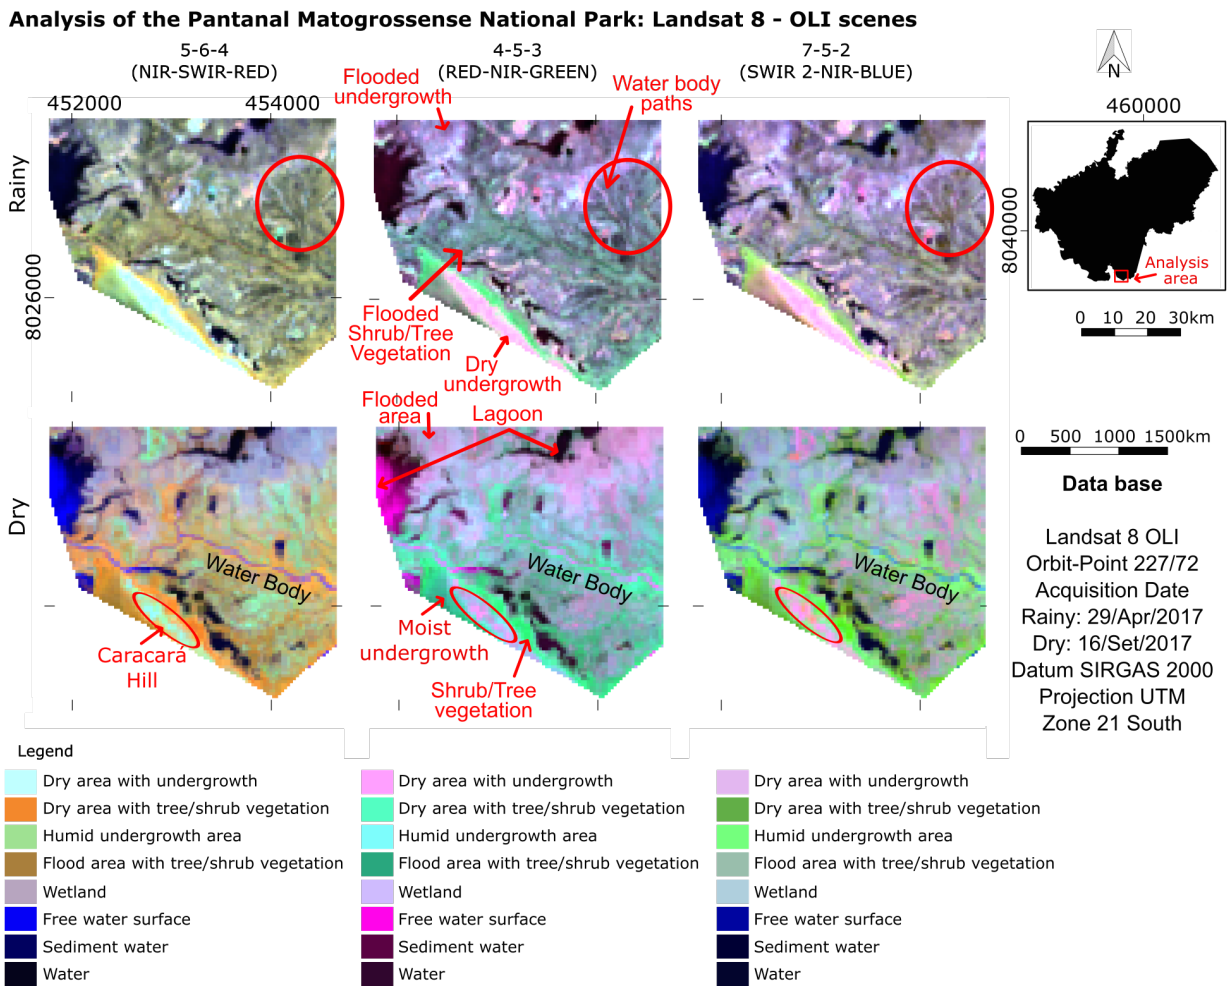 Analysis of the Pantanal Matogrossense National Park: Landsat 8 - OLI scenes
5-6-4
(NIR-SWIR-RED)
4-5-3
(RED-NIR-GREEN)
7-5-2
(SWIR 2-NIR-BLUE)
N
452000
454000
Flooded
undergrowth
Water body
paths
460000
Rainy
8026000
8040000
Analysis
area
Flooded
Shrub/Tree
Vegetation
Dry
undergrowth
0 10 20 30km
Flooded
area
Lagoon
0 500 1000 1500km
Dry
Water Body
Water Body
Water Body
Caracará
Hill
Moist
undergrowth
Shrub/Tree
vegetation
Data base
Landsat 8 OLI
Orbit-Point 227/72
Acquisition Date
Rainy: 29/Apr/2017
Dry: 16/Set/2017
Datum SIRGAS 2000
Projection UTM
Zone 21 South
Legend
Dry area with undergrowth
Dry area with tree/shrub vegetation
Humid undergrowth area
Flood area with tree/shrub vegetation
Wetland
Free water surface
Sediment water
Water
Dry area with undergrowth
Dry area with tree/shrub vegetation
Humid undergrowth area
Flood area with tree/shrub vegetation
Wetland
Free water surface
Sediment water
Water
Dry area with undergrowth
Dry area with tree/shrub vegetation
Humid undergrowth area
Flood area with tree/shrub vegetation
Wetland
Free water surface
Sediment water
Water